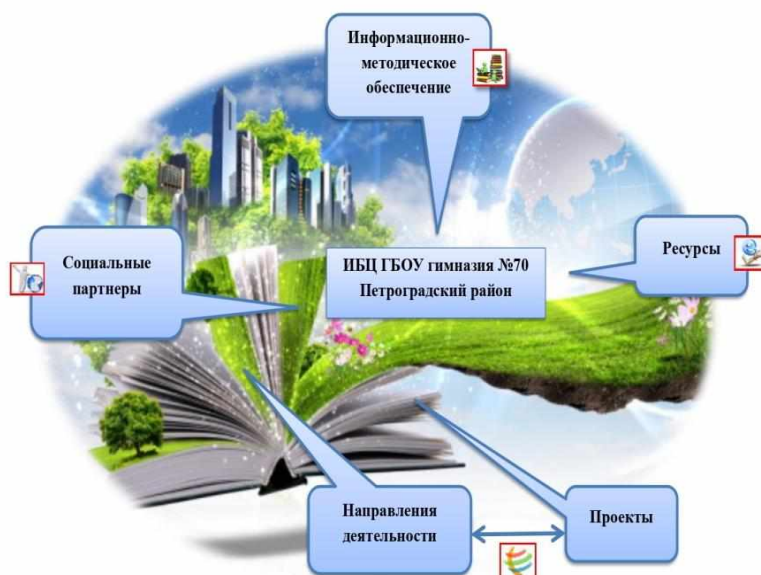 Информационно-
методическое
обеспечение
Социальные
партнеры
ИБЦ ГБОУ гимназия №70
Петроградский район
Ресурсы
Направления
деятельности
Проекты